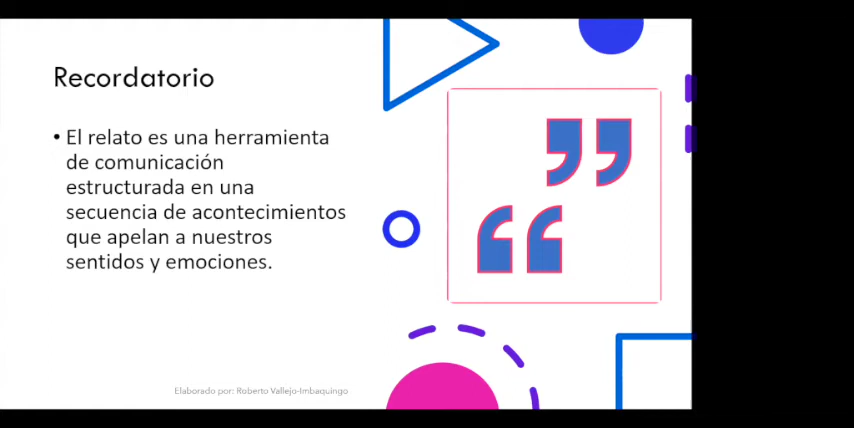 Recordatorio
• El relato es una herramienta
de comunicación
estructurada en una
secuencia de acontecimientos
que apelan a nuestros
sentidos y emociones.
Elaborado por: Roberto Vallejo-Imbaquingo